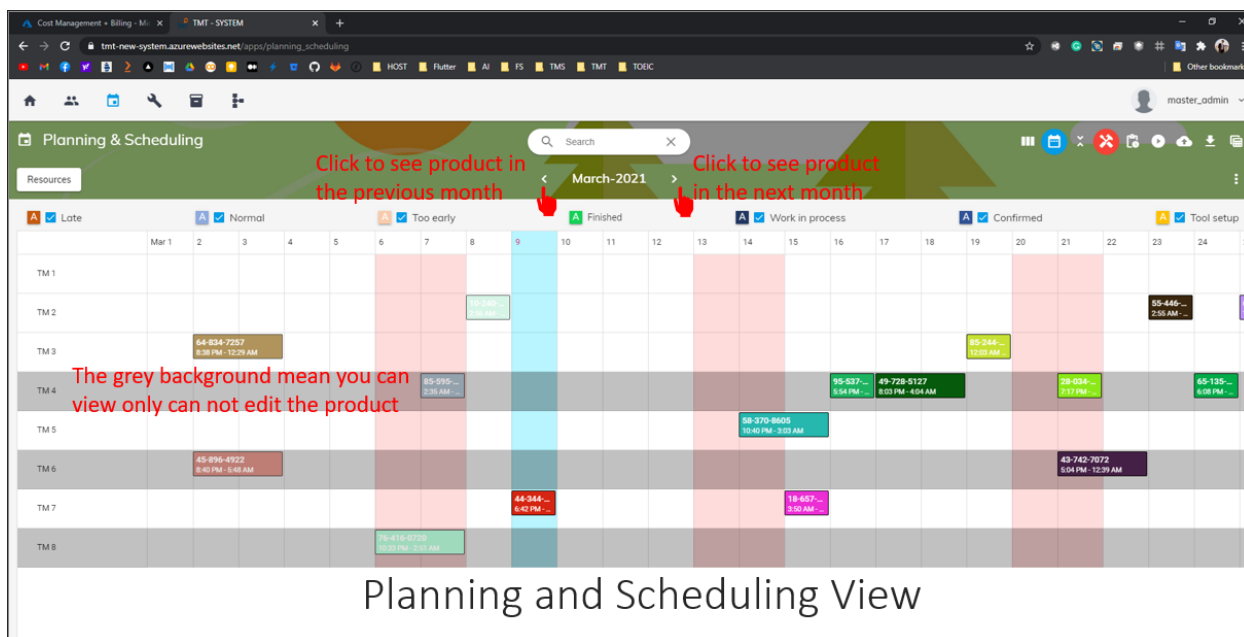 Cost Management + Billing - Mi
TMT - SYSTEM
tmt-new-system.azurewebsites.net/apps/planning_scheduling
HOST
Flutter
AI
FS
TMS
TMT
TOEIC
Other bookmark
master_admin
Planning & Scheduling
Search
Click to see product in
the previous month
March-2021
Click to see product
in the next month
Resources
A Late
A Normal
A Too early
A Finished
A Work in process
A Confirmed
A Tool setup
Mar 1 2 3 4 5 6 7 8 9 10 11 12 13 14 15 16 17 18 19 20 21 22 23 24
TM 1
TM 2
55-446-...
2:55 AM - ...
TM 3
64-834-7257
8:38 PM - 12:29 AM
85-244-...
12:03 AM ...
The grey background mean you can
view only can not edit the product
TM 4
85-595-...
2:35 AM - ...
95-537-...
5:54 PM - ...
49-728-5127
8:03 PM - 4:04 AM
28-034-...
7:17 PM - ...
65-135-...
6:08 PM - ...
TM 5
58-370-8605
10:40 PM - 3:03 AM
TM 6
45-896-4922
8:40 PM - 5:48 AM
43-742-7072
5:04 PM - 12:39 AM
TM 7
44-344-...
6:42 PM - ...
18-657-...
3:50 AM - ...
TM 8
76-416-0720
Planning and Scheduling View